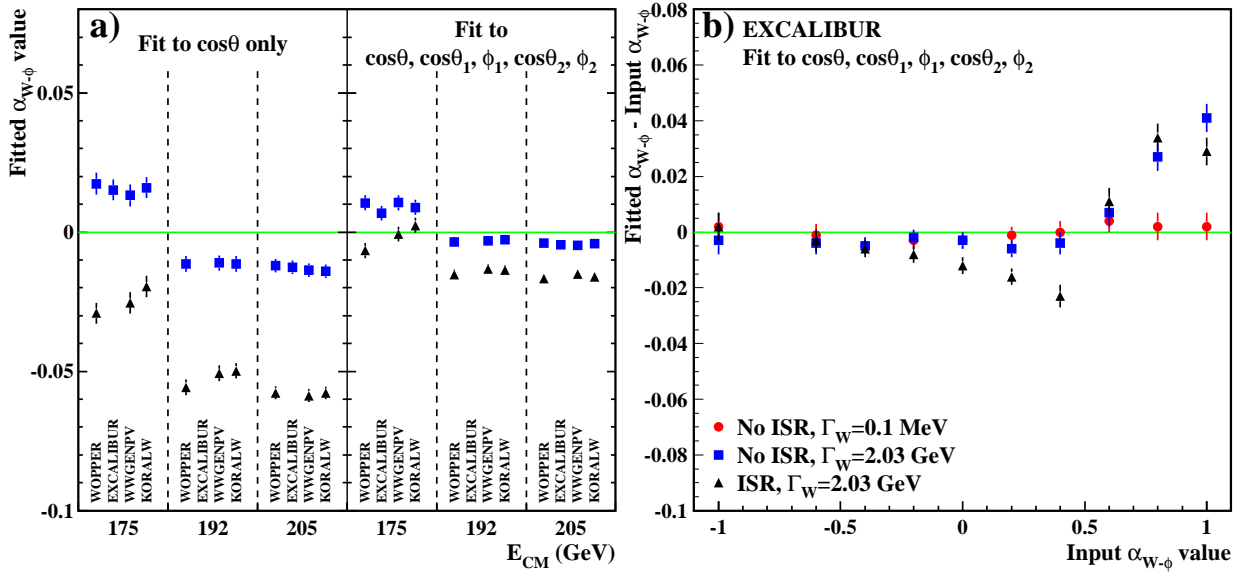 a)
Fit to cosθ only
Fit to
cosθ, cosθ1, ϕ1, cosθ2, ϕ2
Fitted αW-ϕ value
0.05
0
-0.05
-0.1
WOPPER
EXCALIBUR
WWGENPV
KORALW
WOPPER
EXCALIBUR
WWGENPV
KORALW
WOPPER
EXCALIBUR
WWGENPV
KORALW
WOPPER
EXCALIBUR
WWGENPV
KORALW
WOPPER
EXCALIBUR
WWGENPV
KORALW
WOPPER
EXCALIBUR
WWGENPV
KORALW
175 192 205 175 192 205
ECM (GeV)
b) EXCALIBUR
Fit to cosθ, cosθ1, ϕ1, cosθ2, ϕ2
Fitted αW-ϕ - Input αW-ϕ
0.08
0.06
0.04
0.02
0
-0.02
-0.04
-0.06
-0.08
-0.1
No ISR, ΓW=0.1 MeV
No ISR, ΓW=2.03 GeV
ISR, ΓW=2.03 GeV
-1 -0.5 0 0.5 1
Input αW-ϕ value